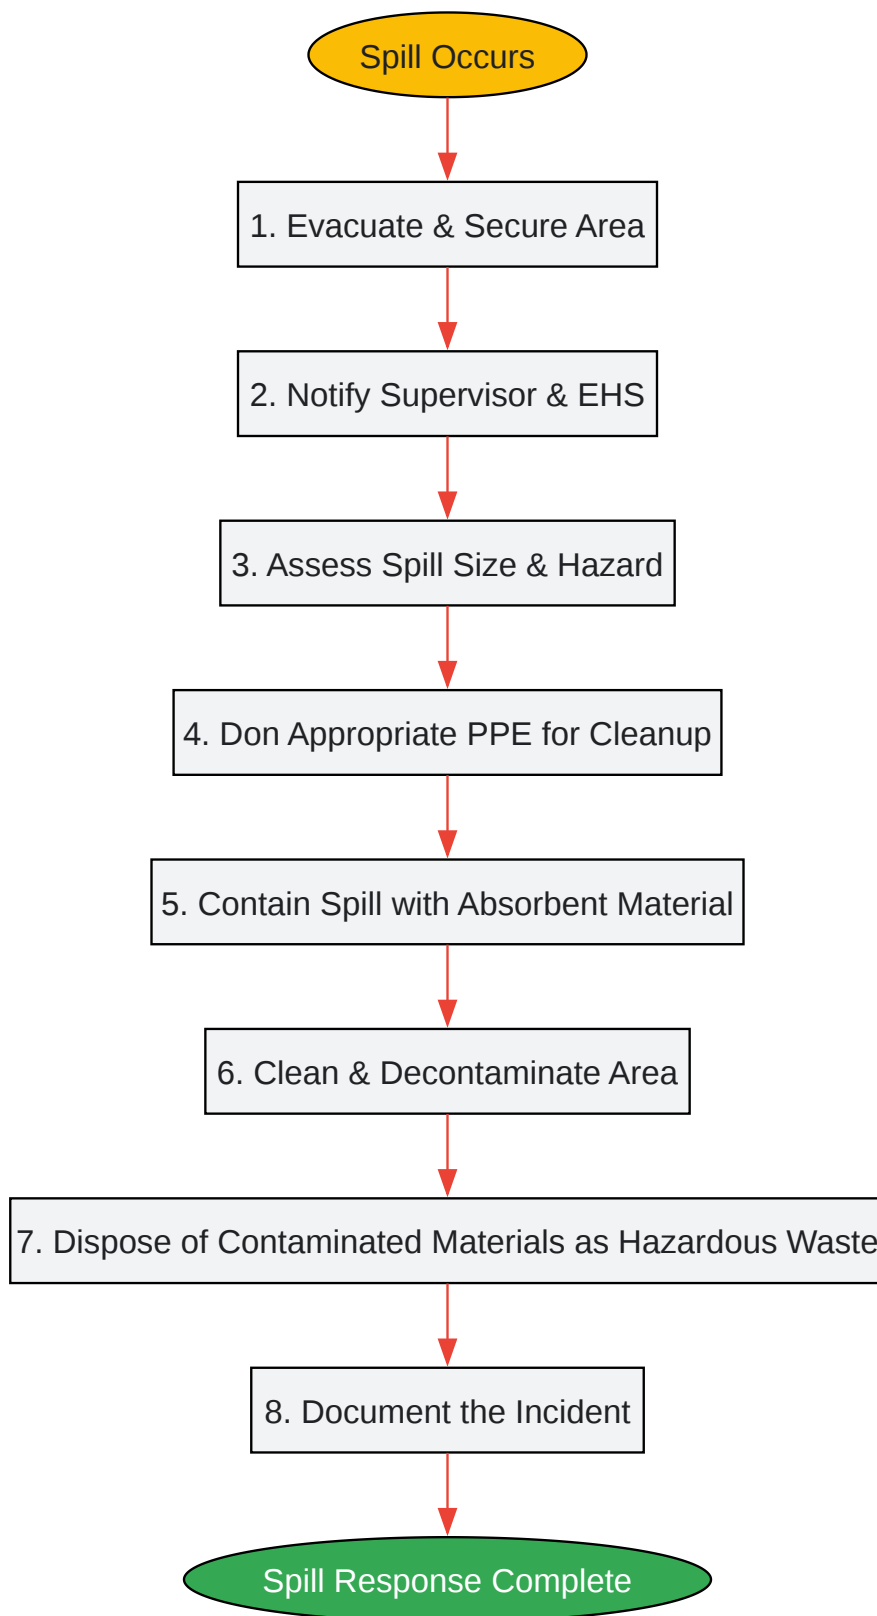 Spill Occurs
1. Evacuate & Secure Area
2. Notify Supervisor & EHS
3. Assess Spill Size & Hazard
4. Don Appropriate PPE for Cleanup
5. Contain Spill with Absorbent Material
6. Clean & Decontaminate Area
7. Dispose of Contaminated Materials as Hazardous Waste
8. Document the Incident
Spill Response Complete